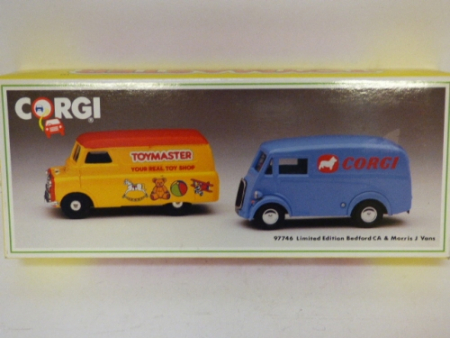 CORGI
TOYMASTER
YOUR REAL TOY SHOP
CORGI
97746 Limited Edition Bedford CA & Morris J Vans